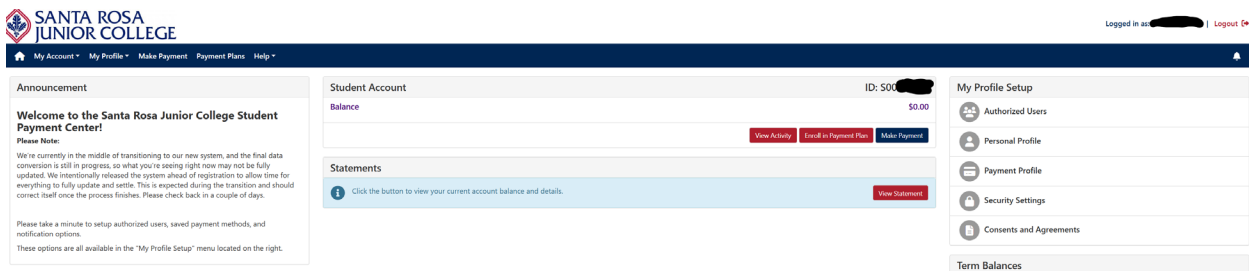 SANTA ROSA
JUNIOR COLLEGE
Logged in as: | Logout
My Account My Profile Make Payment Payment Plans Help
Announcement
Welcome to the Santa Rosa Junior College Student
Payment Center!
Please Note:
We're currently in the middle of transitioning to our new system, and the final data
conversion is still in progress, so what you're seeing right now may not be fully
updated. We intentionally released the system ahead of registration to allow time for
everything to fully update and settle. This is expected during the transition and should
correct itself once the process finishes. Please check back in a couple of days.
Please take a minute to setup authorized users, saved payment methods, and
notification options.
These options are all available in the "My Profile Setup" menu located on the right.
Student Account ID: S00
Balance $0.00
View Activity Enroll in Payment Plan Make Payment
Statements
Click the button to view your current account balance and details. View Statement
My Profile Setup
Authorized Users
Personal Profile
Payment Profile
Security Settings
Consents and Agreements
Term Balances